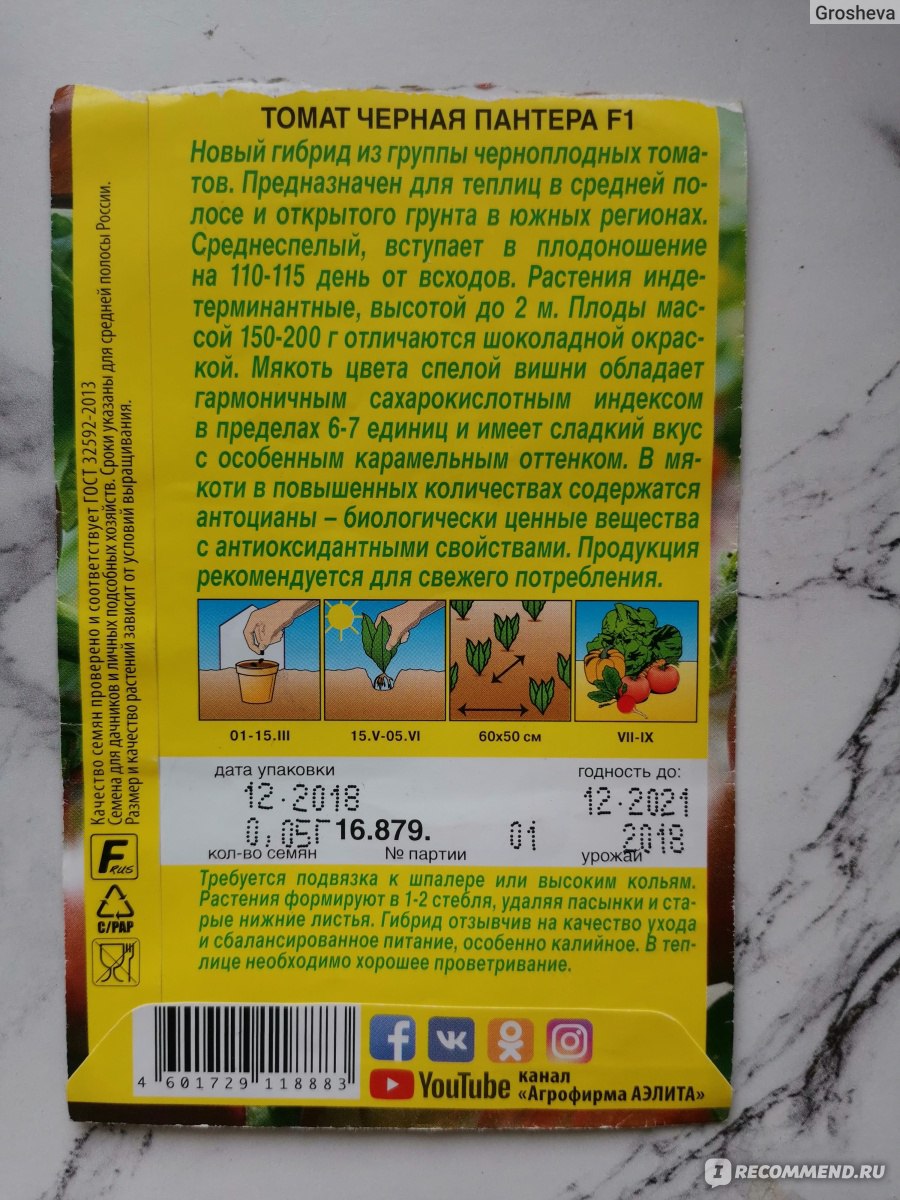 Grosheva
ТОМАТ ЧЕРНАЯ ПАНТЕРА F1
Новый гибрид из группы черноплодных тома-
тов. Предназначен для теплиц в средней по-
лосе и открытого грунта в южных регионах.
Среднеспелый, вступает в плодоношение
на 110-115 день от всходов. Растения инде-
терминантные, высотой до 2 м. Плоды мас-
сой 150-200 г отличаются шоколадной окрас-
кой. Мякоть цвета спелой вишни обладает
гармоничным сахарокислотным индексом
в пределах 6-7 единиц и имеет сладкий вкус
с особенным карамельным оттенком. В мя-
коти в повышенных количествах содержатся
антоцианы – биологически ценные вещества
с антиоксидантными свойствами. Продукция
рекомендуется для свежего потребления.
01-15.III 15.V-05.VI 60х50 см VII-IX
дата упаковки годность до:
12.2018 12.2021
0,05Г 16.879. 01 2018
кол-во семян № партии урожай
Требуется подвязка к шпалере или высоким кольям.
Растения формируют в 1-2 стебля, удаляя пасынки и ста-
рые нижние листья. Гибрид отзывчив на качество ухода
и сбалансированное питание, особенно калийное. В теп-
лице необходимо хорошее проветривание.
Качество семян проверено и соответствует ГОСТ 32592-2013
Семена для дачников и личных подсобных хозяйств. Сроки указаны для средней полосы России.
Размер и качество растений зависит от условий выращивания.
F RUS
C/PAP
4 601729 118883
YouTube канал
«Агрофирма АЭЛИТА»
IRECOMMEND.RU